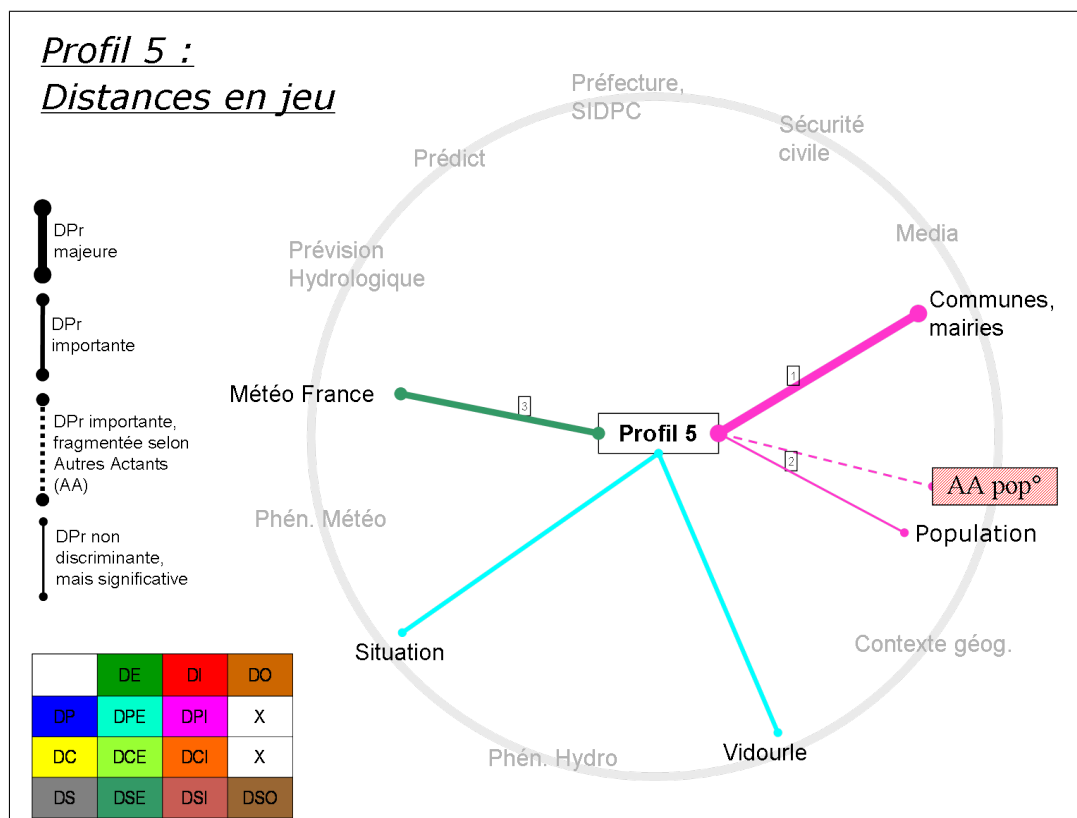 Profil 5 :
Distances en jeu
Préfecture,
SIDPC
Sécurité
civile
Prédict
Media
Prévision
Hydrologique
Communes,
mairies
Météo France
Profil 5
1
2
3
AA pop°
Population
Phén. Météo
Situation
Contexte géog.
Vidourle
Phén. Hydro
DPr
majeure
DPr
importante
DPr importante,
fragmentée selon
Autres Actants
(AA)
DPr non
discriminante,
mais significative
DE DI DO
DP DPE DPI X
DC DCE DCI X
DS DSE DSI DSO